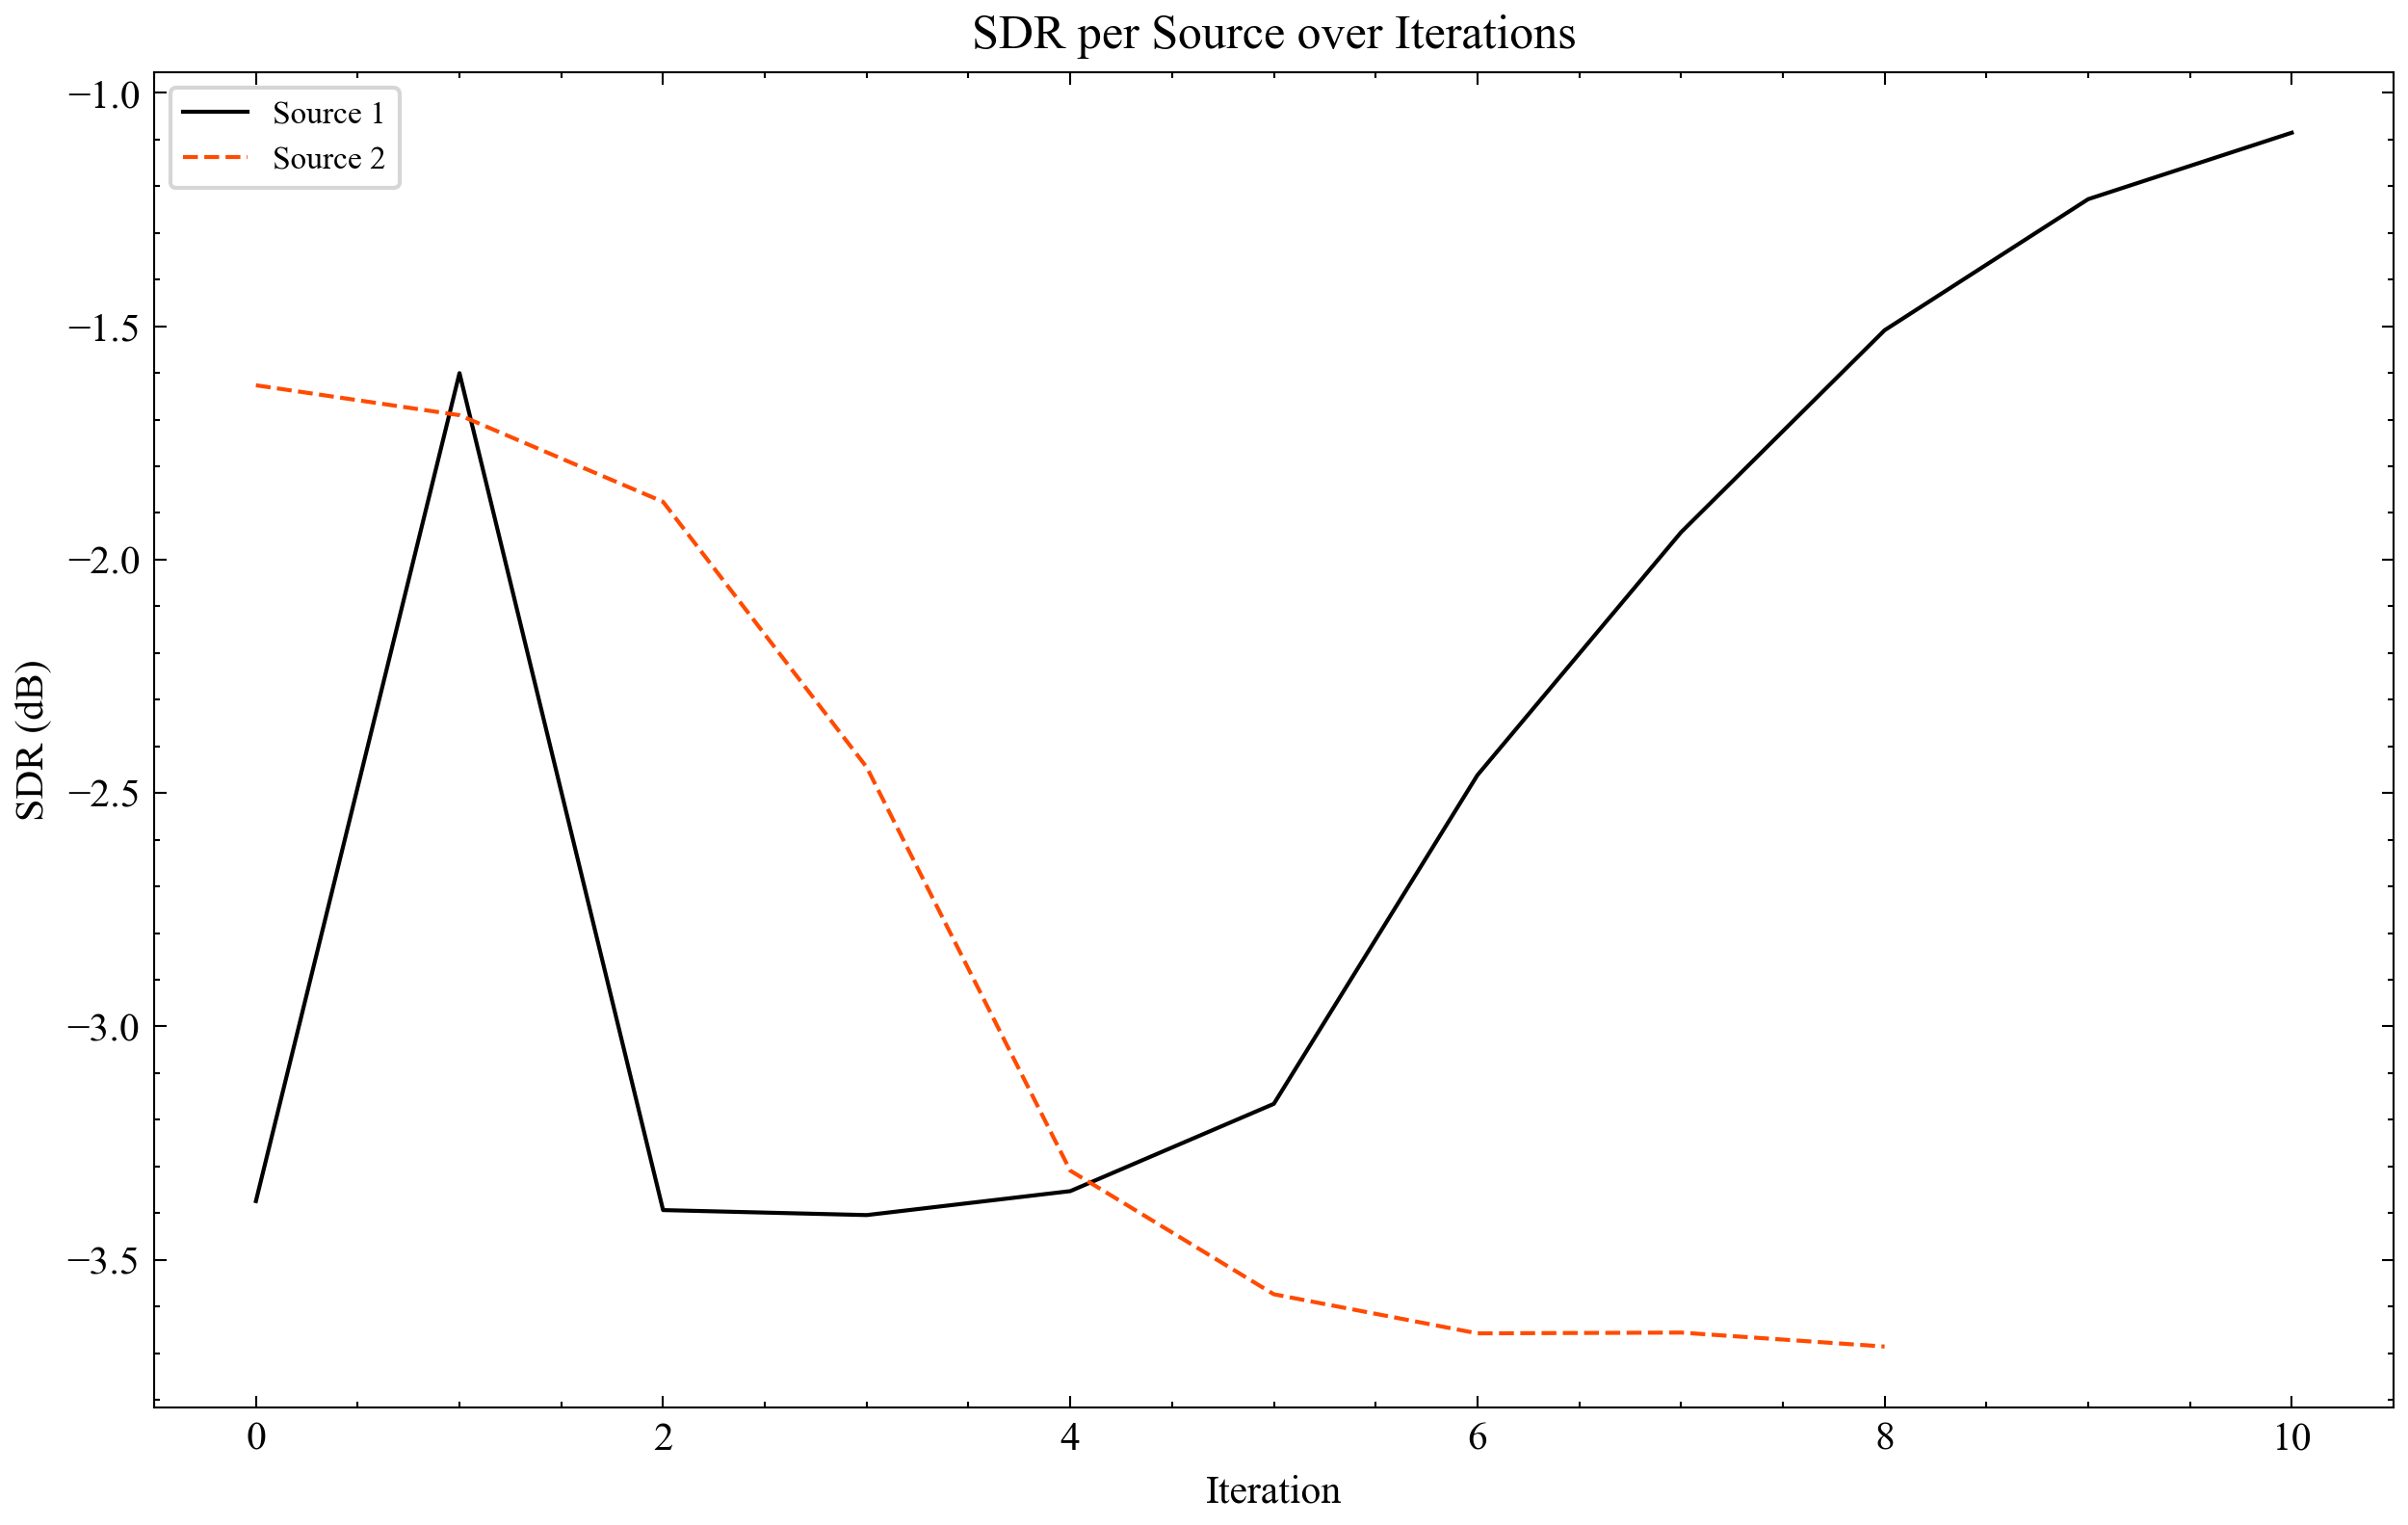 SDR per Source over Iterations
Source 1
Source 2
−1.0
−1.5
−2.0
−2.5
−3.0
−3.5
SDR (dB)
0 2 4 6 8 10
Iteration